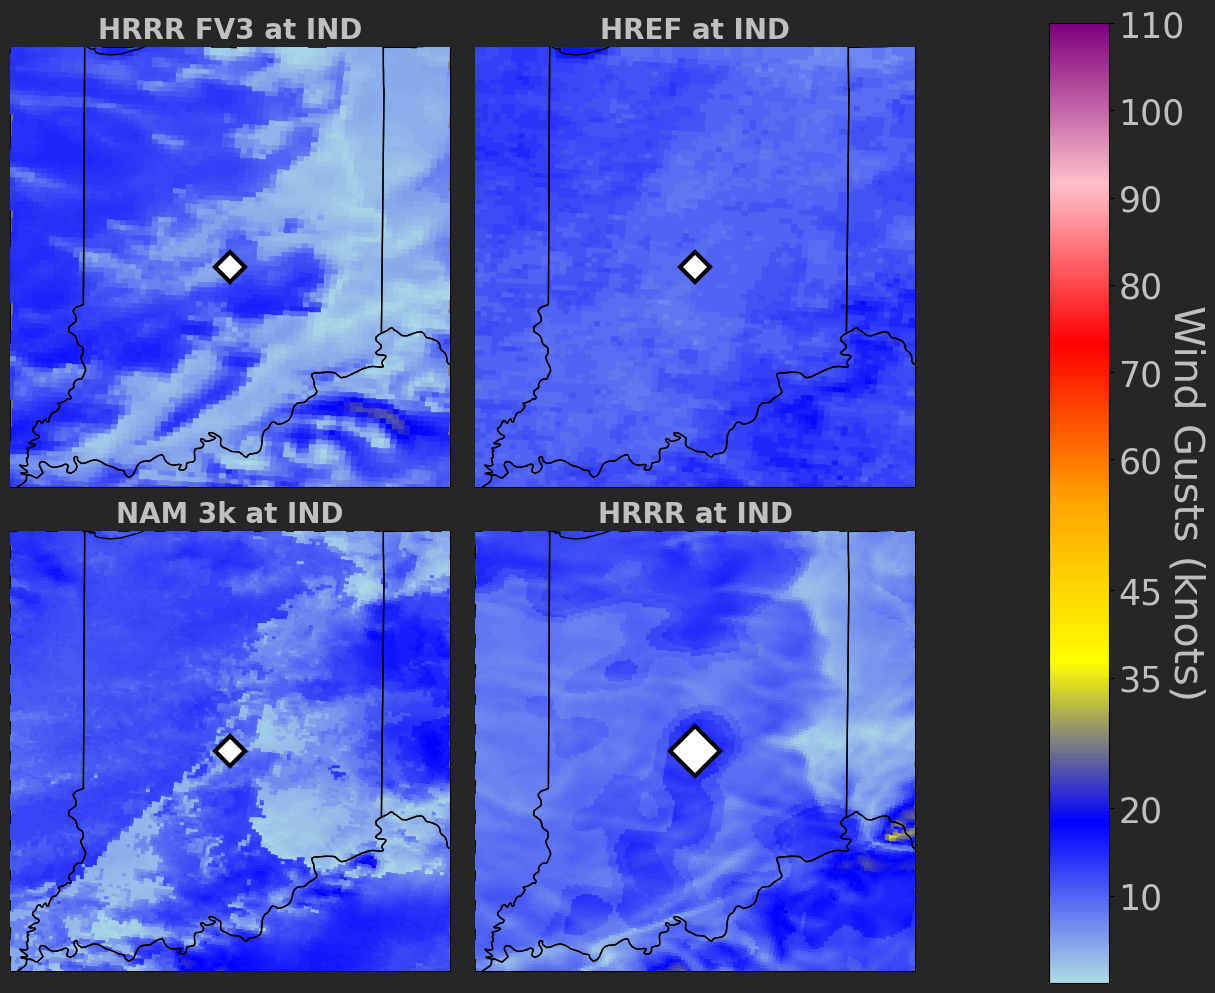 HRRR FV3 at IND
HREF at IND
NAM 3k at IND
HRRR at IND
110
100
90
80
70
60
45
35
20
10
Wind Gusts (knots)